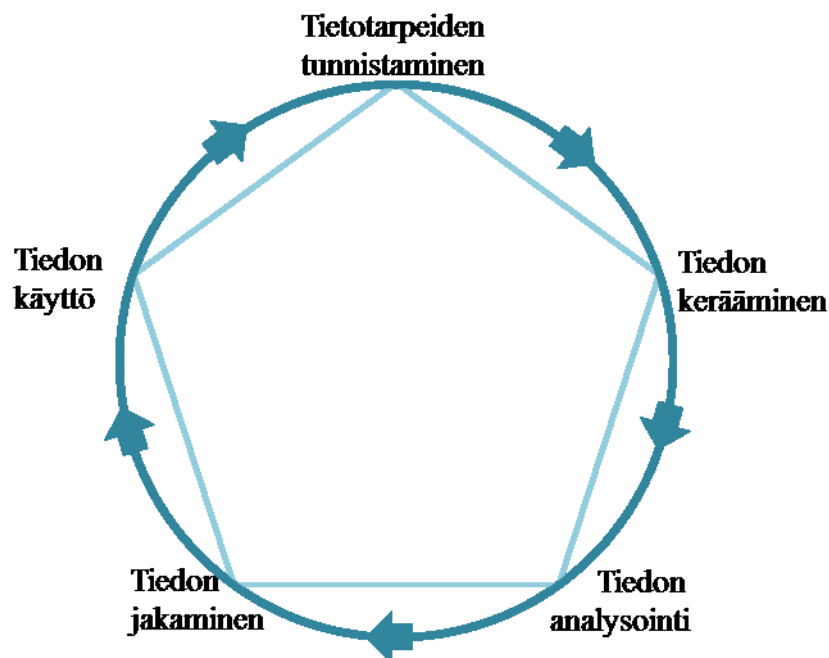 Tietotarpeiden
tunnistaminen
Tiedon
kerääminen
Tiedon
analysointi
Tiedon
jakaminen
Tiedon
käyttö